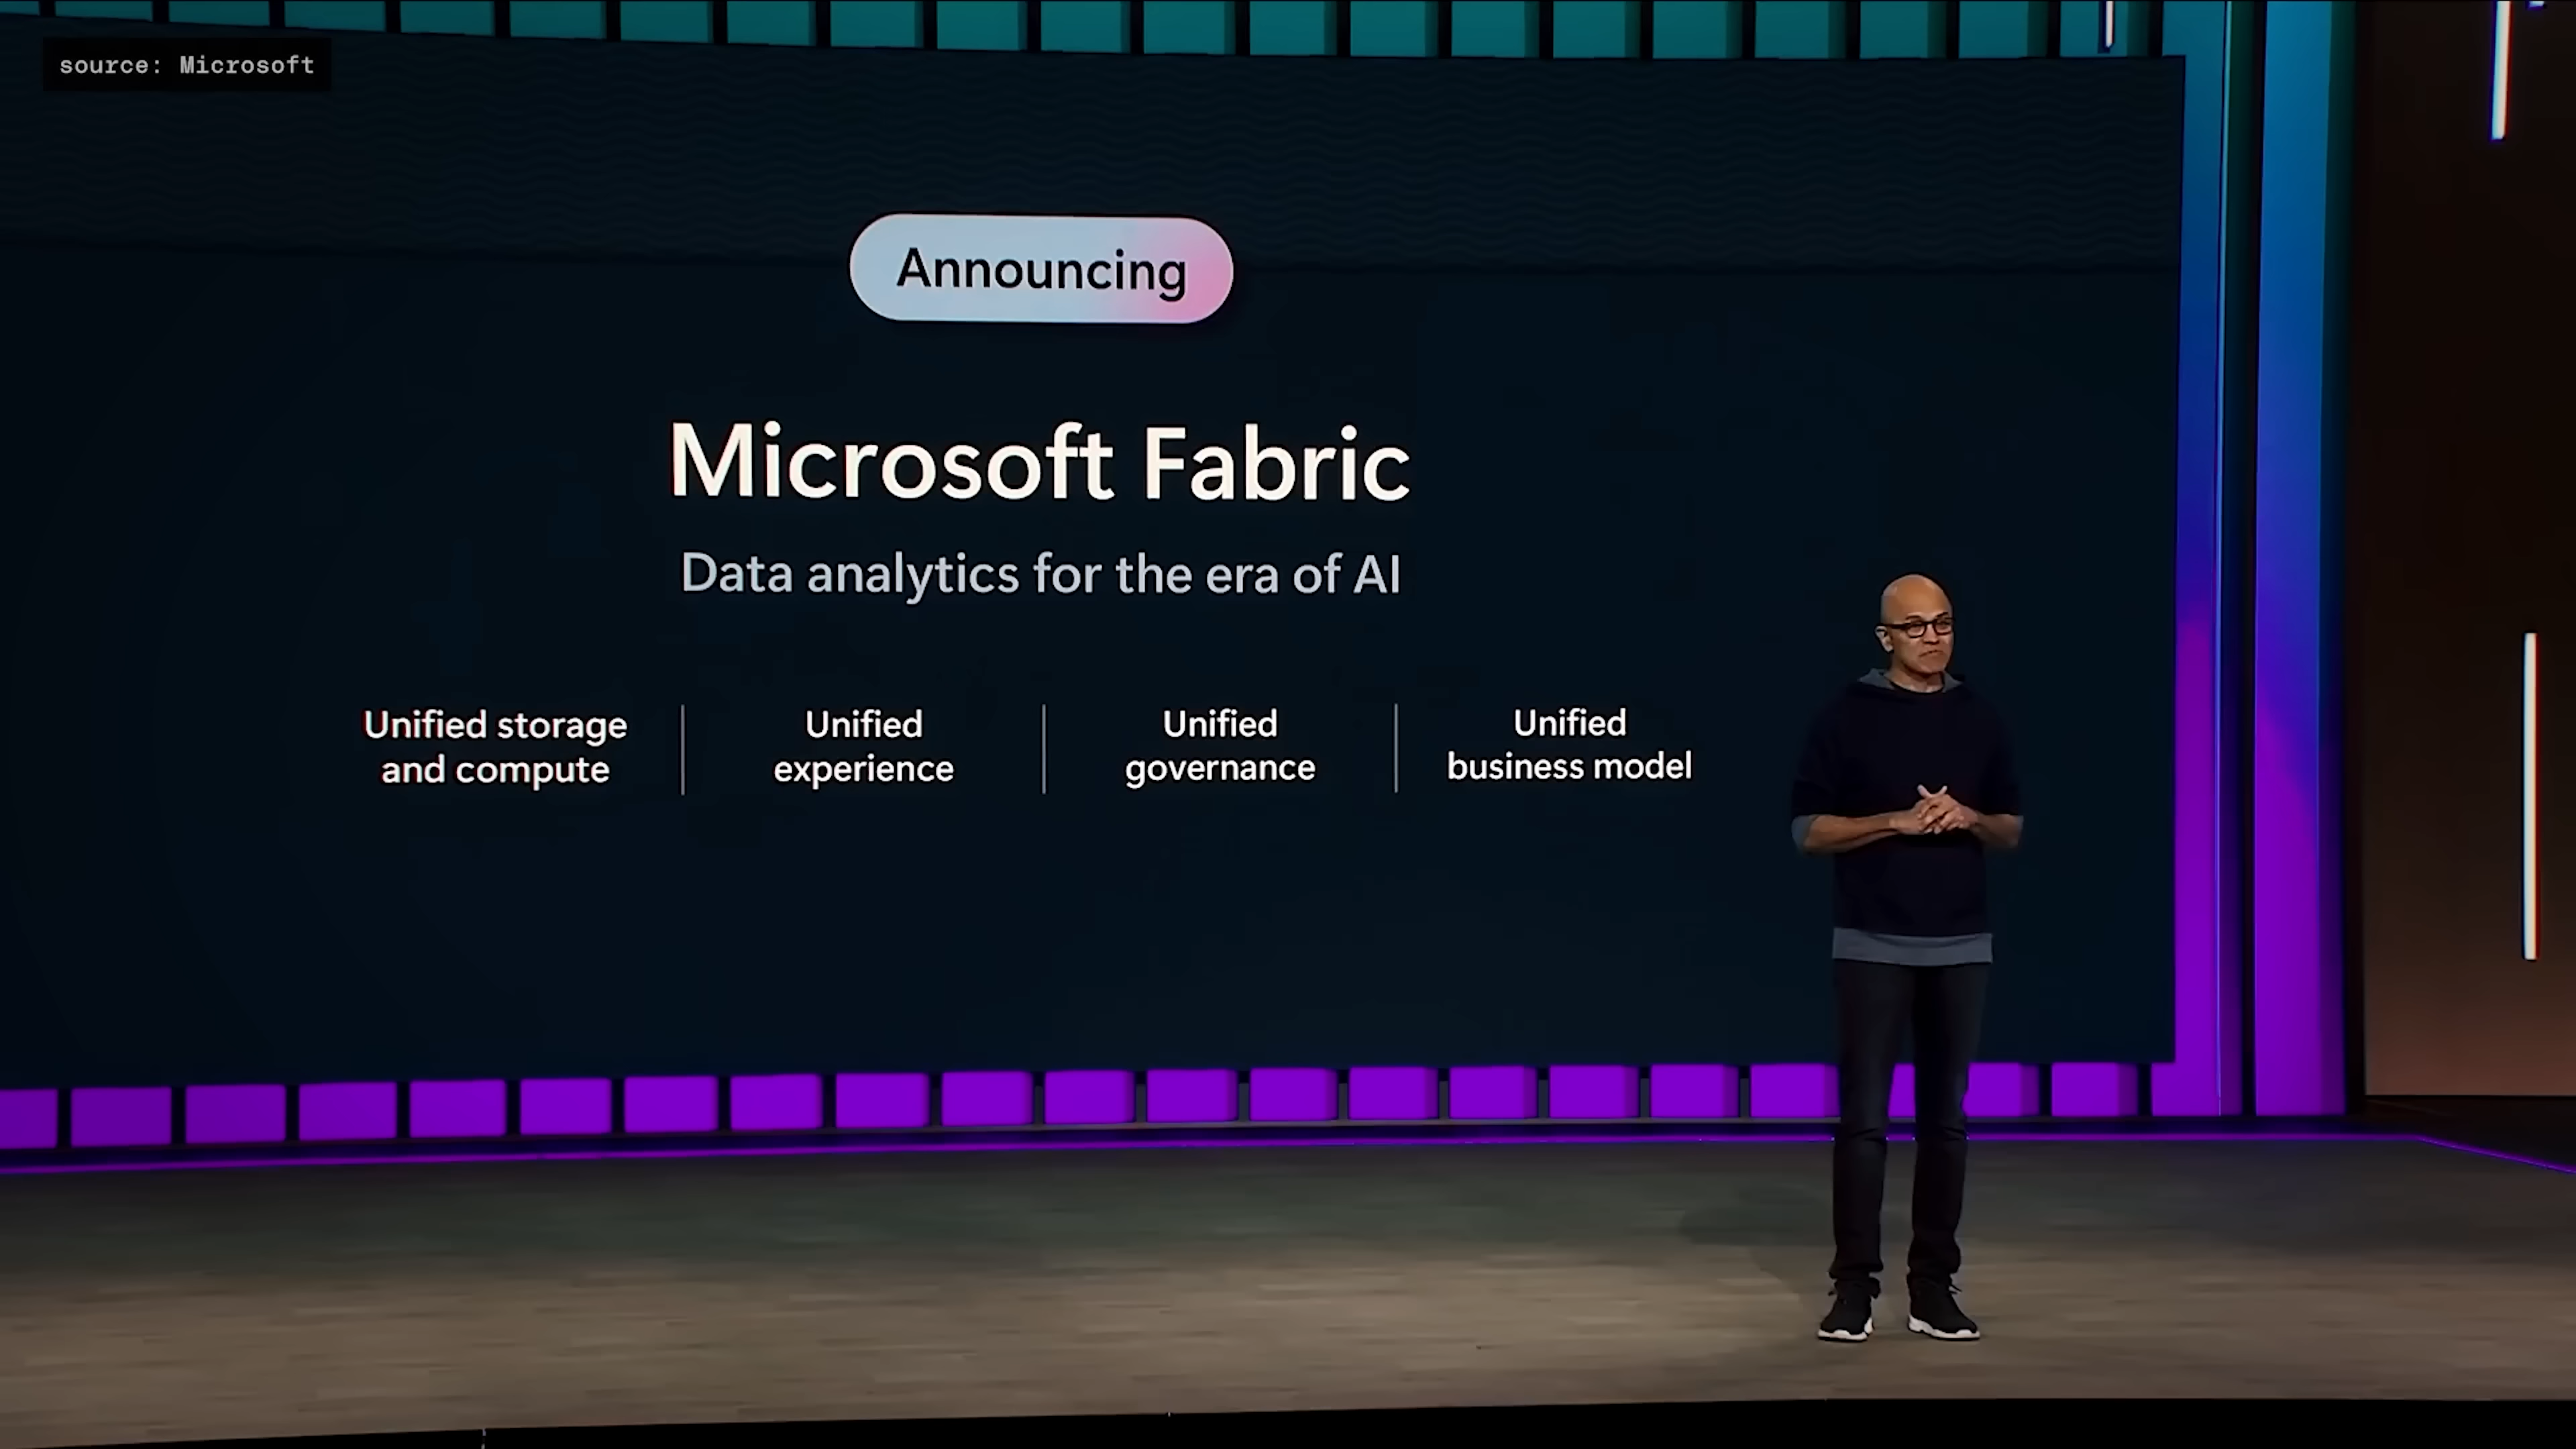 source: Microsoft
Announcing
Microsoft Fabric
Data analytics for the era of AI
Unified storage
and compute
Unified
experience
Unified
governance
Unified
business model